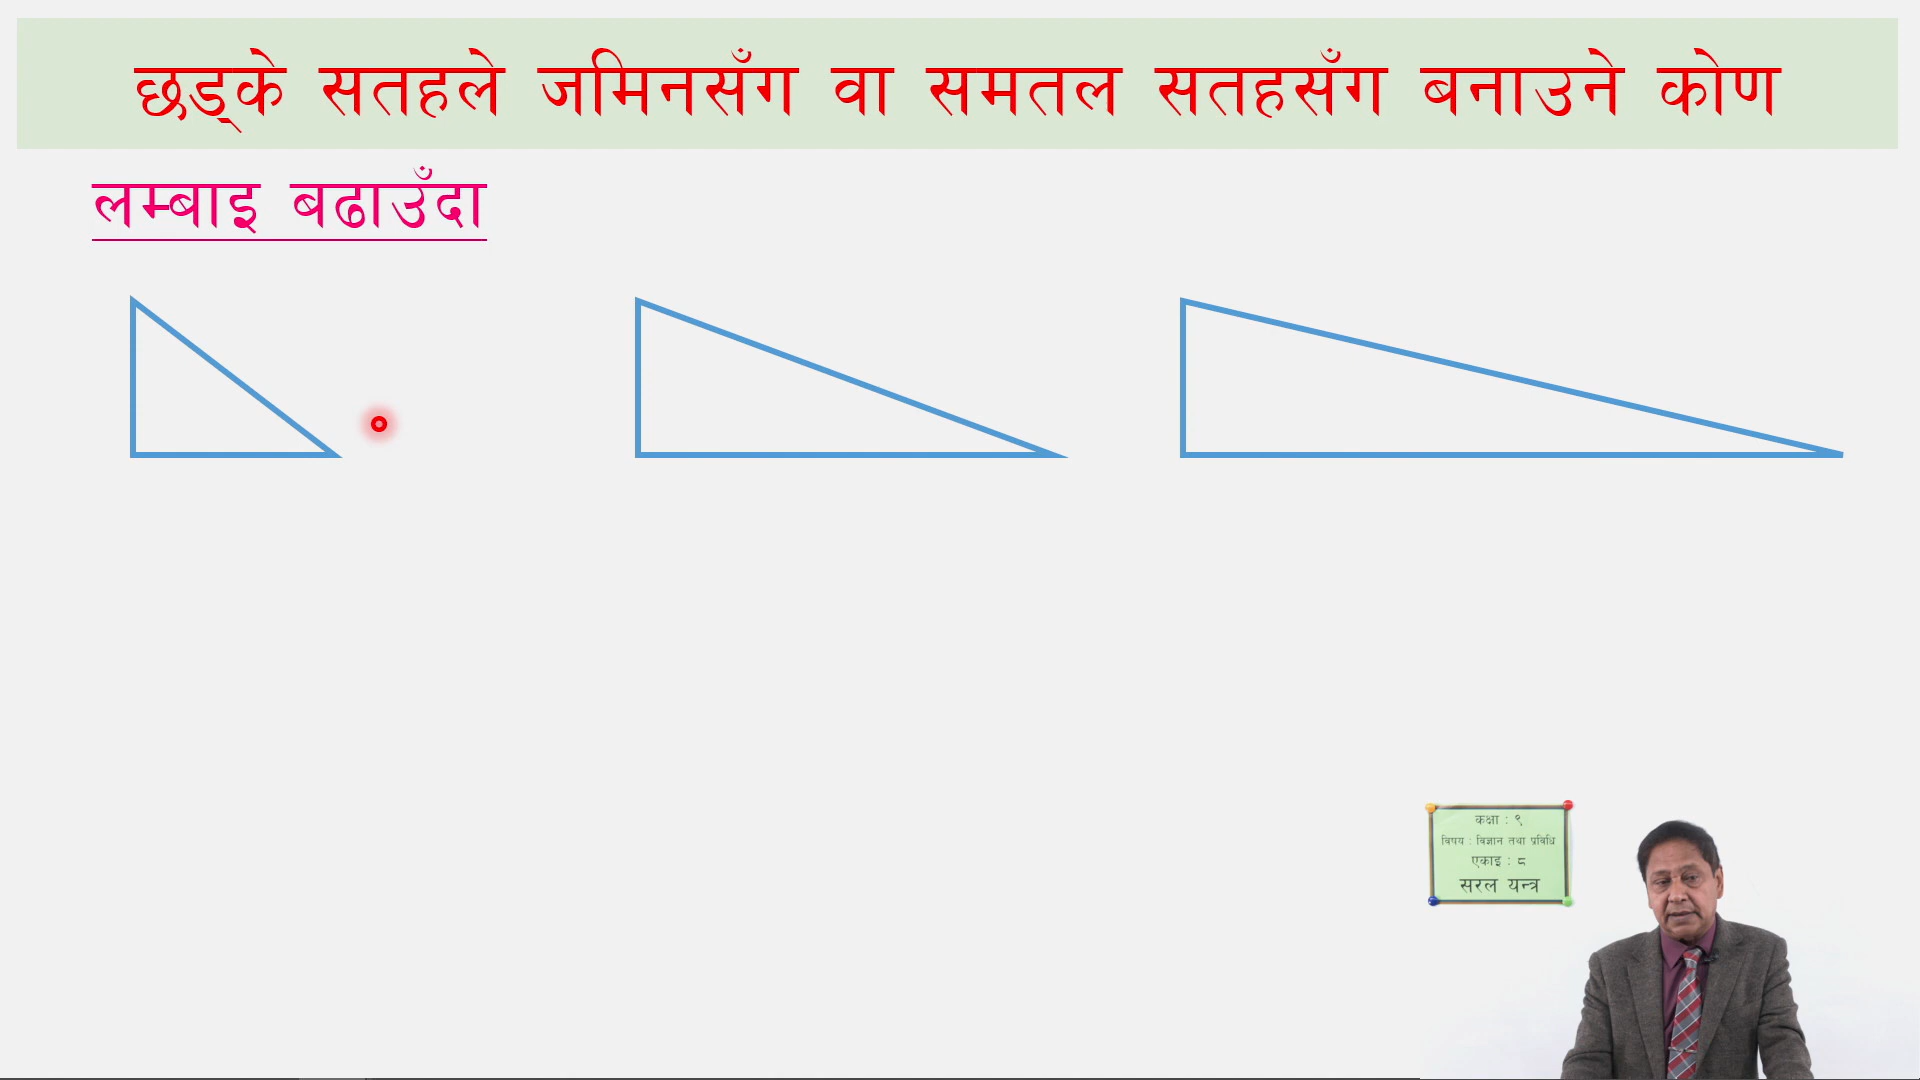 छड्के सतहले जमिनसँग वा समतल सतहसँग बनाउने कोण
लम्बाइ बढाउँदा
कक्षा : ९
विषय : विज्ञान तथा प्रविधि
एकाइ : ८
सरल यन्त्र